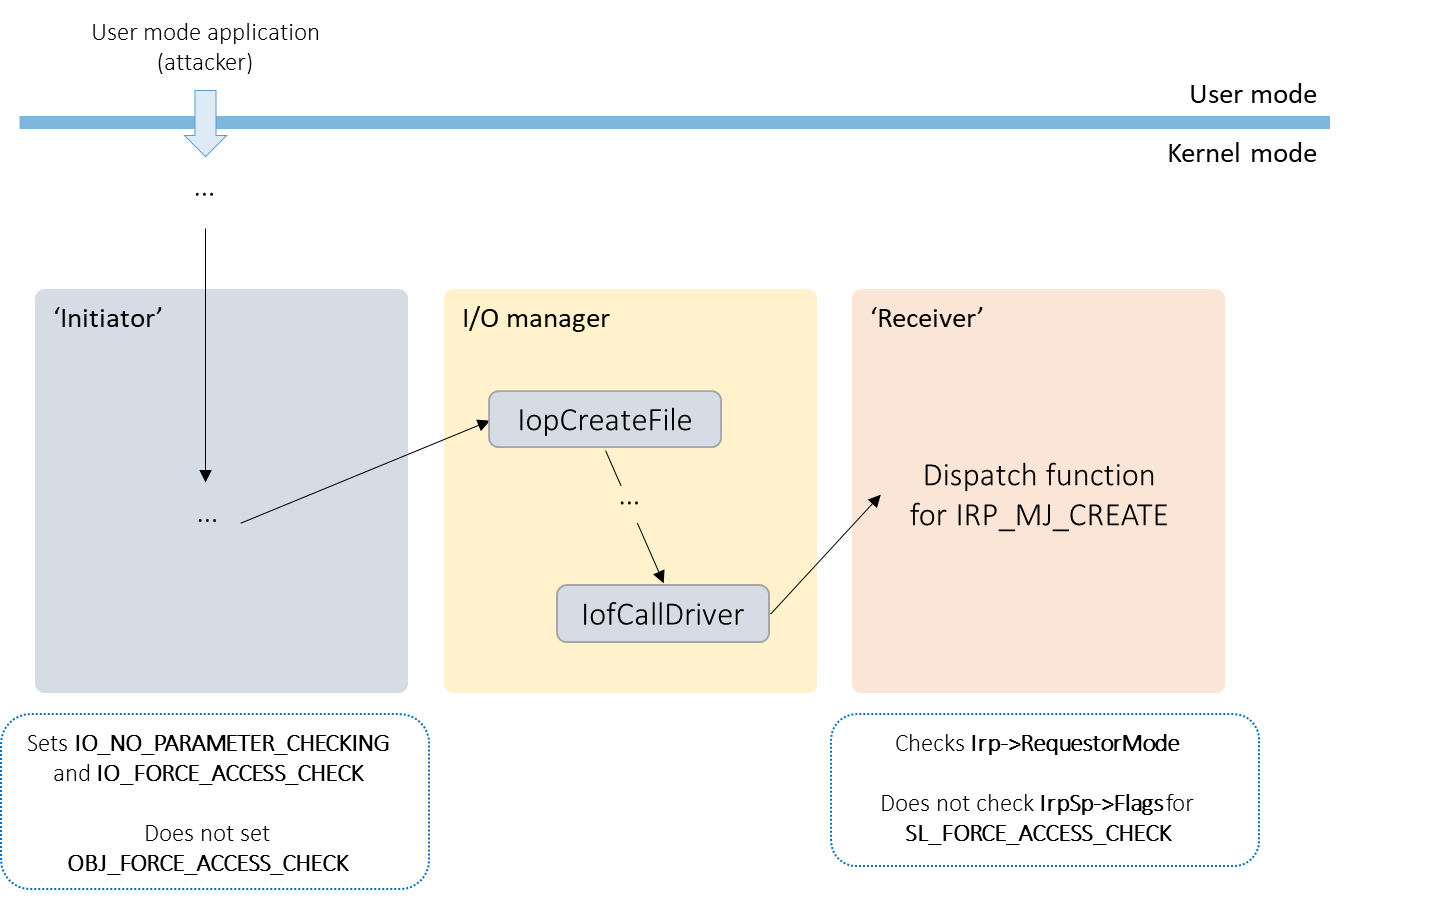 User mode application
(attacker)
User mode
Kernel mode
...
‘Initiator’
I/O manager
‘Receiver’
IopCreateFile
Dispatch function
for IRP_MJ_CREATE
...
...
IofCallDriver
Sets IO_NO_PARAMETER_CHECKING
and IO_FORCE_ACCESS_CHECK
Does not set
OBJ_FORCE_ACCESS_CHECK
Checks Irp->RequestorMode
Does not check IrpSp->Flags for
SL_FORCE_ACCESS_CHECK